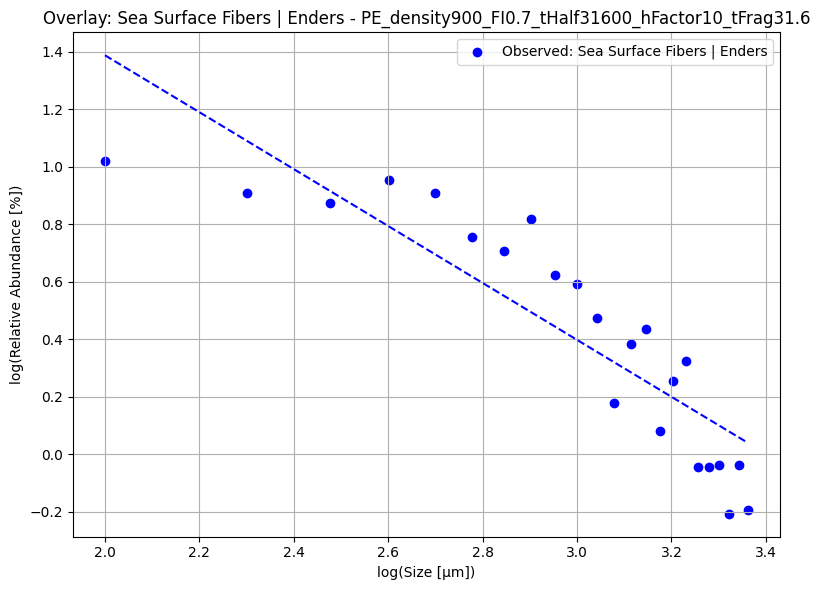 Overlay: Sea Surface Fibers | Enders - PE_density900_FI0.7_tHalf31600_hFactor10_tFrag31.6
Observed: Sea Surface Fibers | Enders
log(Relative Abundance [%])
1.4
1.2
1.0
0.8
0.6
0.4
0.2
0.0
−0.2
2.0 2.2 2.4 2.6 2.8 3.0 3.2 3.4
log(Size [μm])